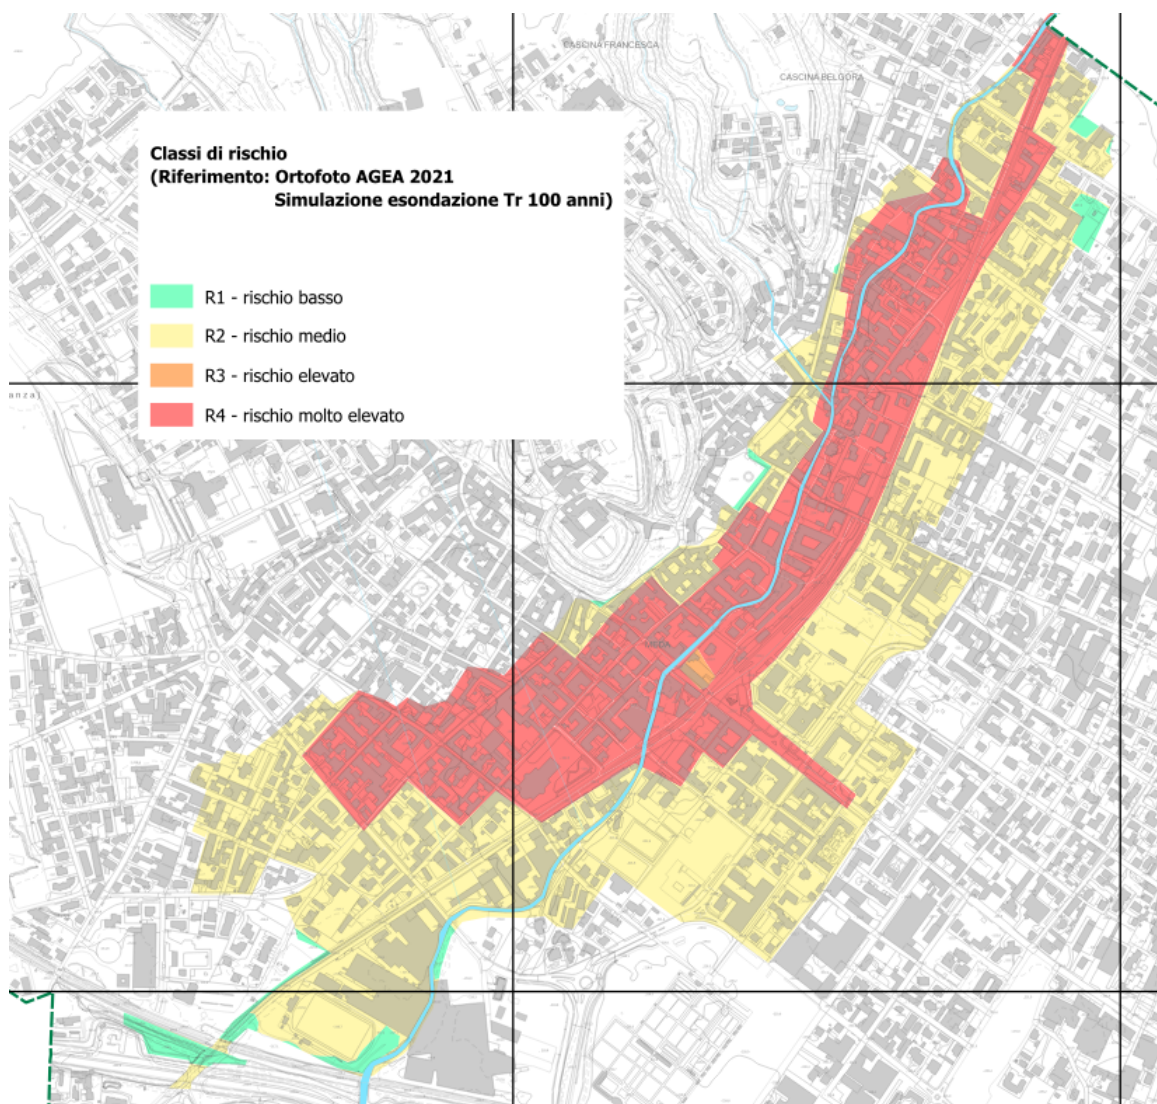 CASCINA FRANCESCA
CASCINA BELGORA
Classi di rischio
(Riferimento: Ortofoto AGEA 2021
Simulazione esondazione Tr 100 anni)
R1 - rischio basso
R2 - rischio medio
R3 - rischio elevato
R4 - rischio molto elevato
anza)
MEDA